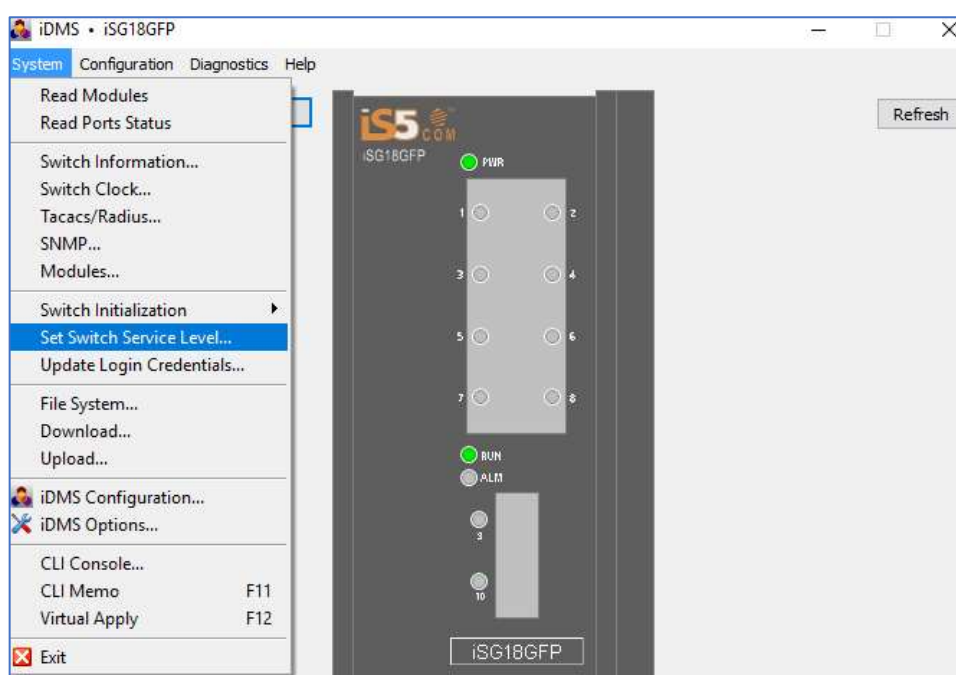 iDMS • iSG18GFP
System Configuration Diagnostics Help
Read Modules
Read Ports Status
Switch Information...
Switch Clock...
Tacacs/Radius...
SNMP...
Modules...
Switch Initialization
Set Switch Service Level...
Update Login Credentials...
File System...
Download...
Upload...
iDMS Configuration...
iDMS Options...
CLI Console...
CLI Memo F11
Virtual Apply F12
Exit
Refresh
iS5 COM
iSG18GFP
PWR
1 2
3 4
5 6
7 8
RUN
ALM
3
10
iSG18GFP